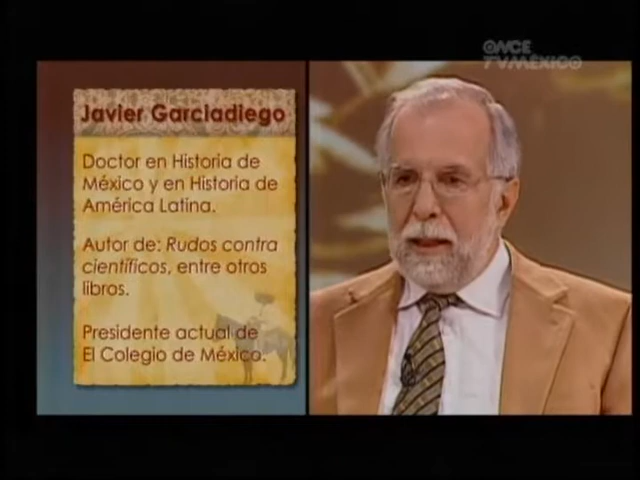 ONCE
TV MÉXICO
Javier Garciadiego
Doctor en Historia de
México y en Historia de
América Latina.
Autor de: Rudos contra
científicos, entre otros
libros.
Presidente actual de
El Colegio de México.